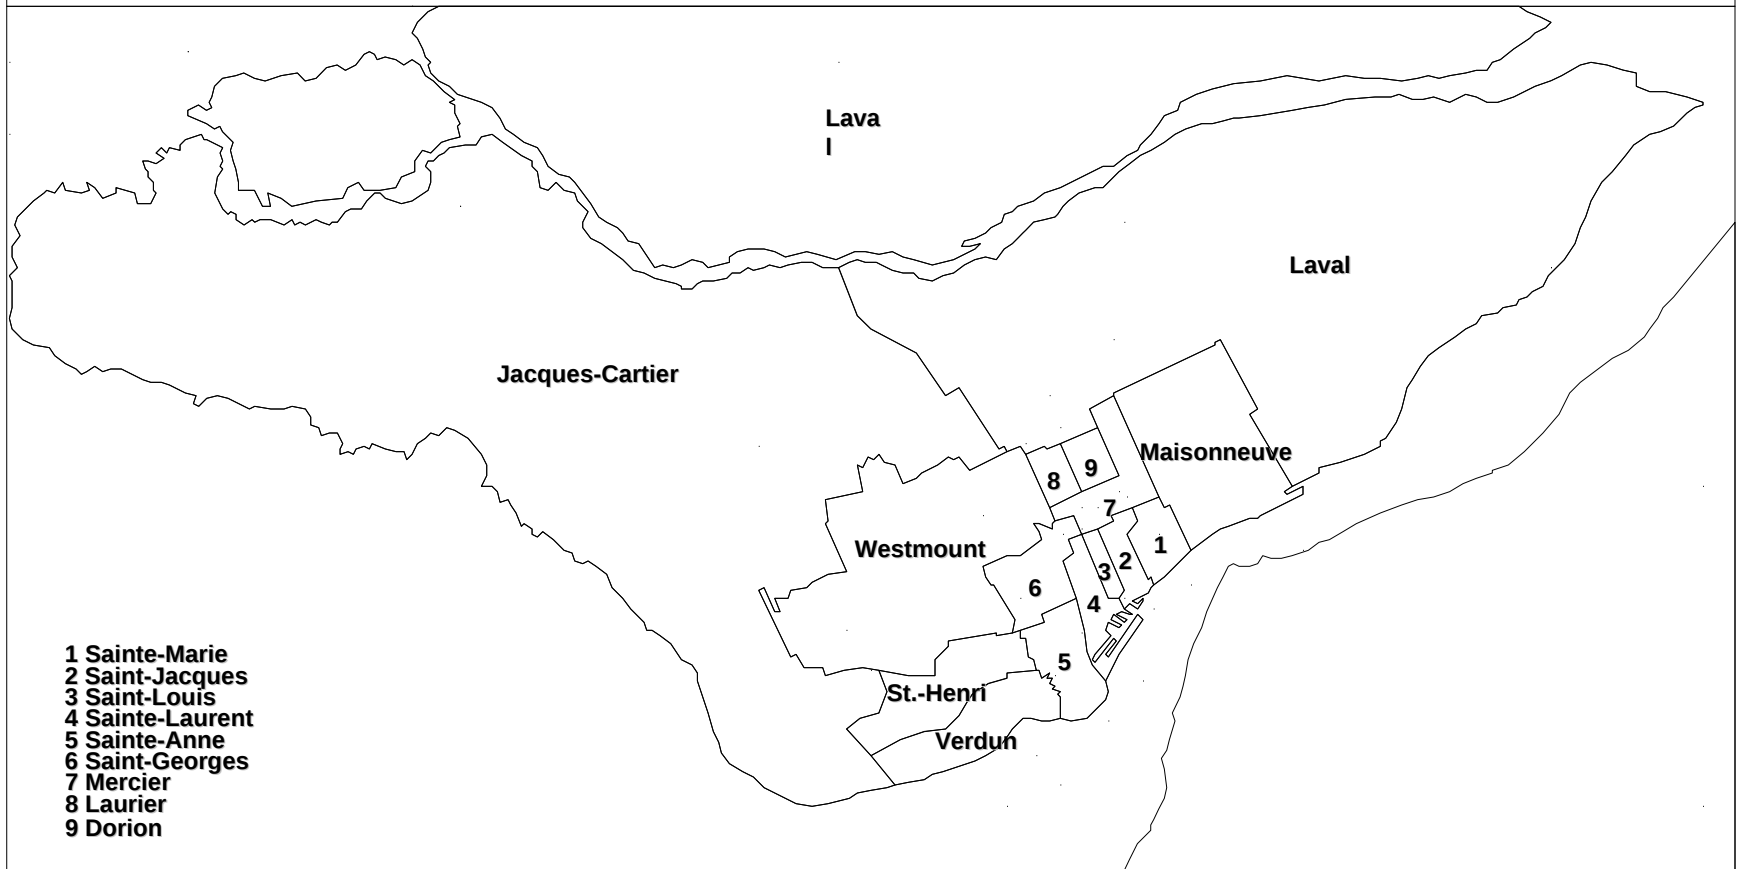 Lava
l
Laval
Jacques-Cartier
Maisonneuve
8
9
7
Westmount
1
2
3
6
4
5
St.-Henri
Verdun
1 Sainte-Marie
2 Saint-Jacques
3 Saint-Louis
4 Sainte-Laurent
5 Sainte-Anne
6 Saint-Georges
7 Mercier
8 Laurier
9 Dorion